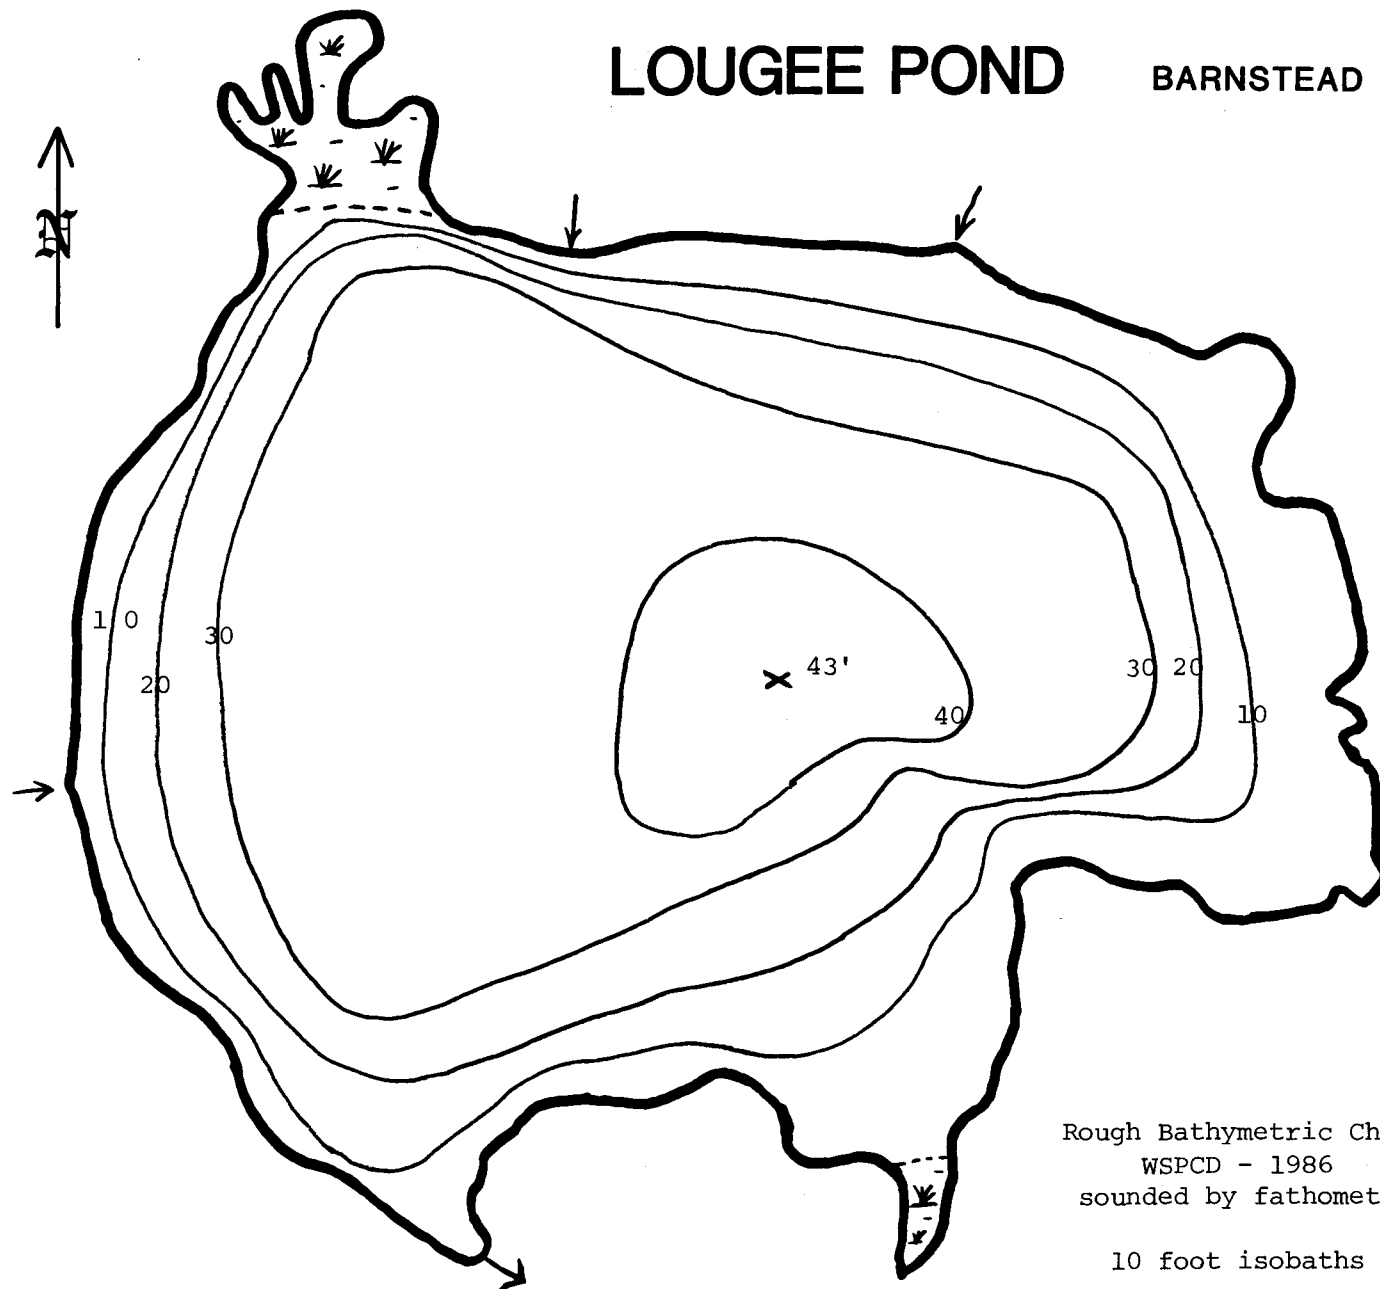 LOUGEE POND BARNSTEAD
N
10
30
20
43'
40
30 20
10
Rough Bathymetric Ch
WSPCD - 1986
sounded by fathomet
10 foot isobaths